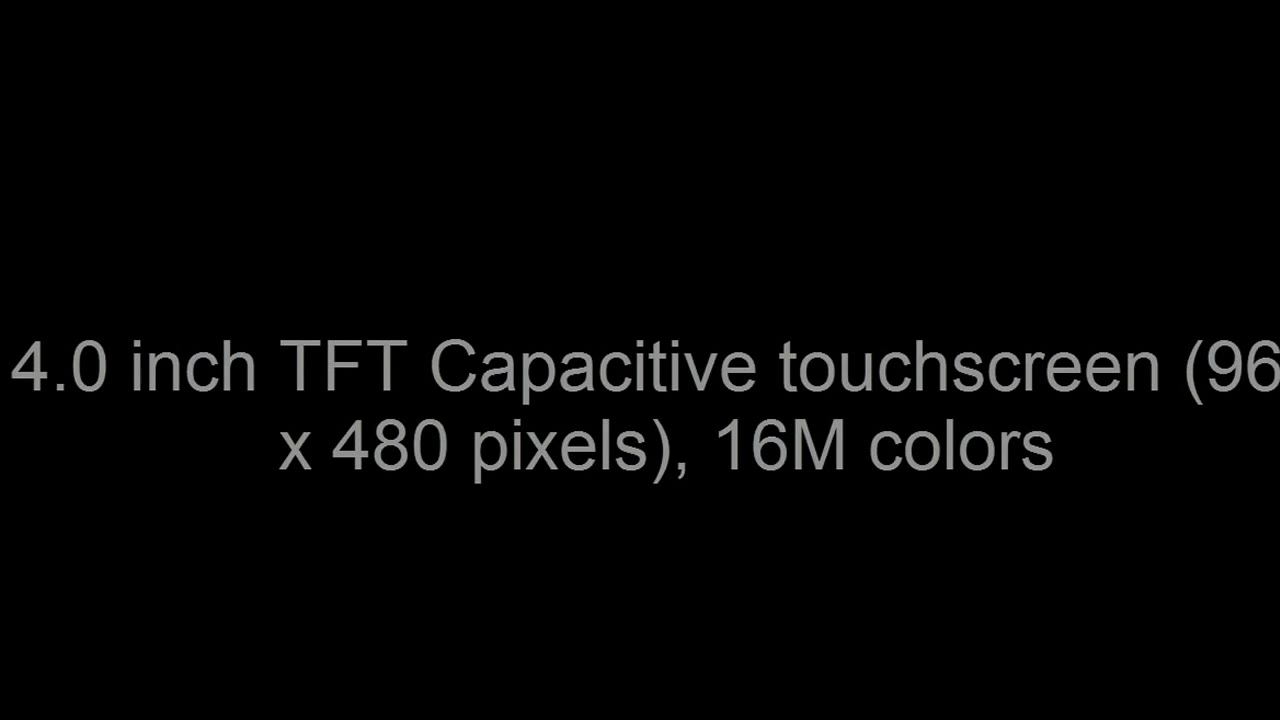 4.0 inch TFT Capacitive touchscreen (96
x 480 pixels), 16M colors